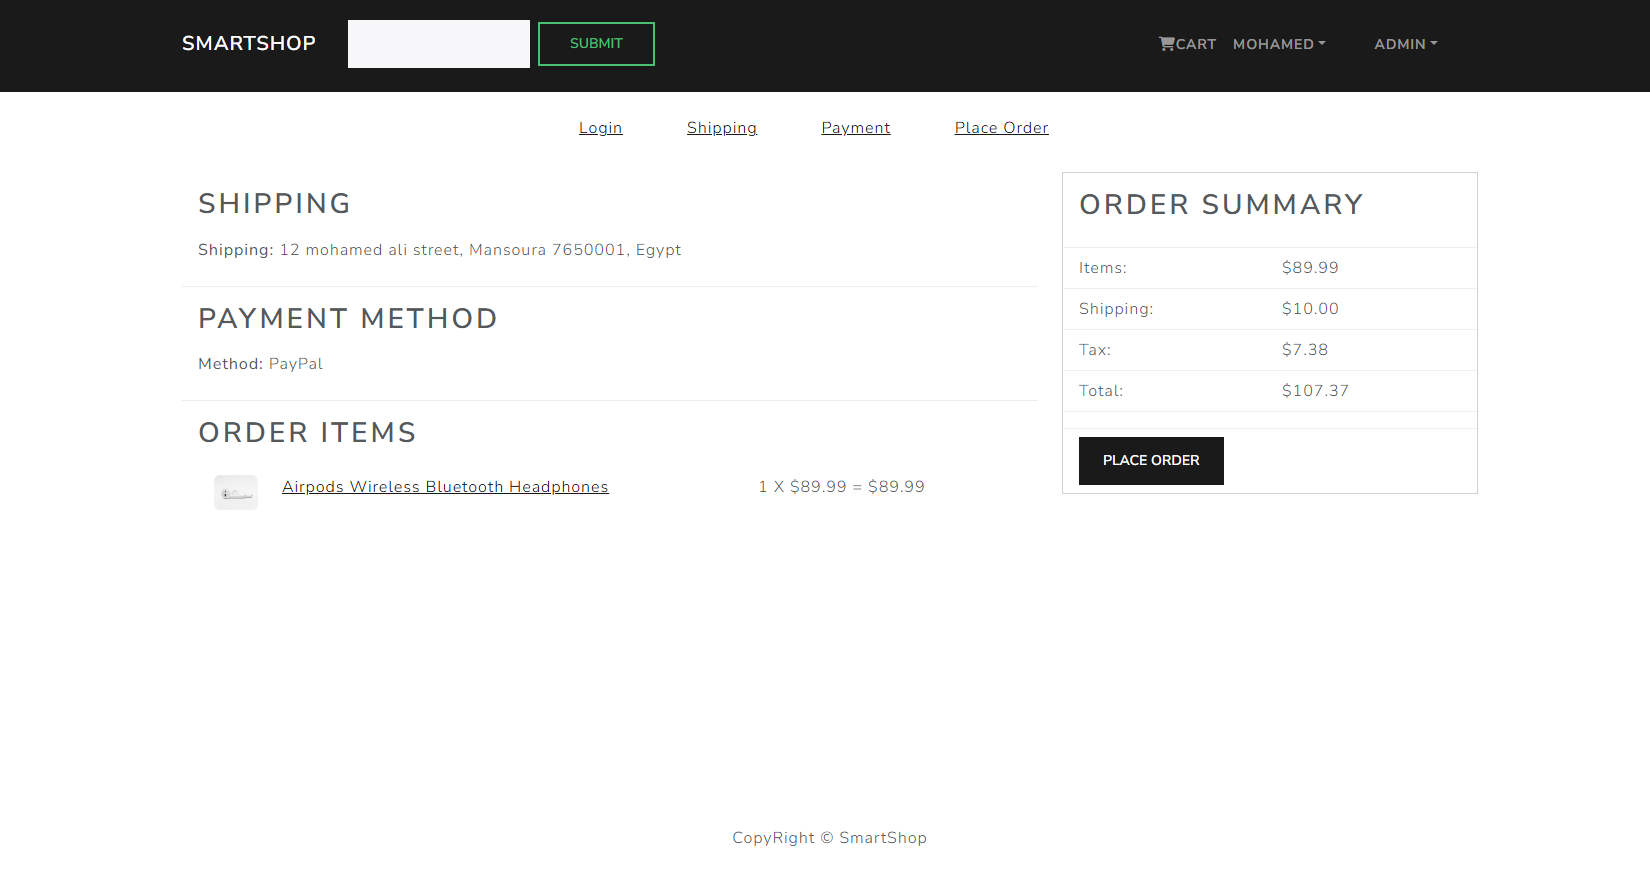 SMARTSHOP SUBMIT CART MOHAMED ADMIN
Login Shipping Payment Place Order
SHIPPING
Shipping: 12 mohamed ali street, Mansoura 7650001, Egypt
PAYMENT METHOD
Method: PayPal
ORDER ITEMS
Airpods Wireless Bluetooth Headphones 1 X $89.99 = $89.99
ORDER SUMMARY
Items: $89.99
Shipping: $10.00
Tax: $7.38
Total: $107.37
PLACE ORDER
CopyRight © SmartShop